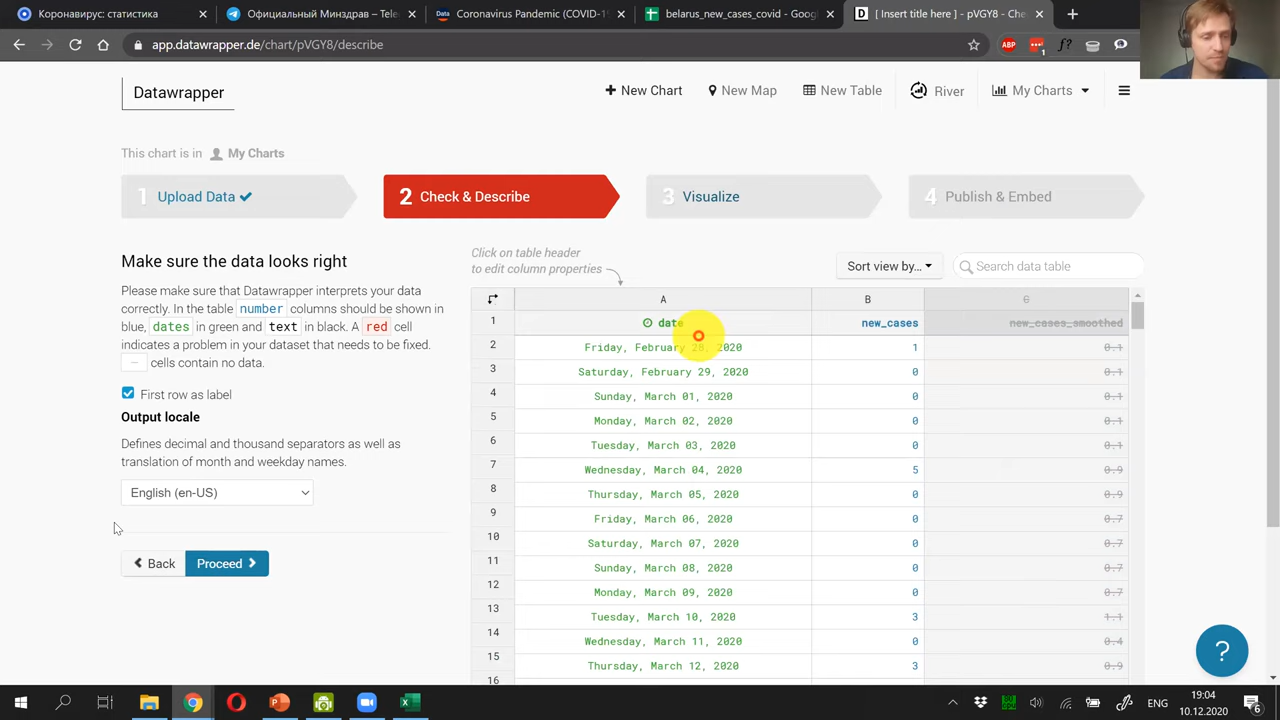 Коронавирус: статистика
Официальный Минздрав – Tele
Coronavirus Pandemic (COVID-19
belarus_new_cases_covid - Goog
[ Insert title here ] - pVGY8 - Che
app.datawrapper.de/chart/pVGY8/describe
ABP
1
f?
Datawrapper
New Chart
New Map
New Table
River
My Charts
This chart is in My Charts
1 Upload Data
2 Check & Describe
3 Visualize
4 Publish & Embed
Make sure the data looks right
Please make sure that Datawrapper interprets your data
correctly. In the table number columns should be shown in
blue, dates in green and text in black. A red cell
indicates a problem in your dataset that needs to be fixed.
— cells contain no data.
First row as label
Output locale
Defines decimal and thousand separators as well as
translation of month and weekday names.
English (en-US)
Back
Proceed
Click on table header
to edit column properties
Sort view by...
Search data table
A B C
1 date new_cases new_cases_smoothed
2 Friday, February 28, 2020 1 0.1
3 Saturday, February 29, 2020 0 0.1
4 Sunday, March 01, 2020 0 0.1
5 Monday, March 02, 2020 0 0.1
6 Tuesday, March 03, 2020 0 0.1
7 Wednesday, March 04, 2020 5 0.9
8 Thursday, March 05, 2020 0 0.9
9 Friday, March 06, 2020 0 0.7
10 Saturday, March 07, 2020 0 0.7
11 Sunday, March 08, 2020 0 0.7
12 Monday, March 09, 2020 0 0.7
13 Tuesday, March 10, 2020 3 1.1
14 Wednesday, March 11, 2020 0 0.4
15 Thursday, March 12, 2020 3 0.9
16
?
ENG
19:04
10.12.2020
6